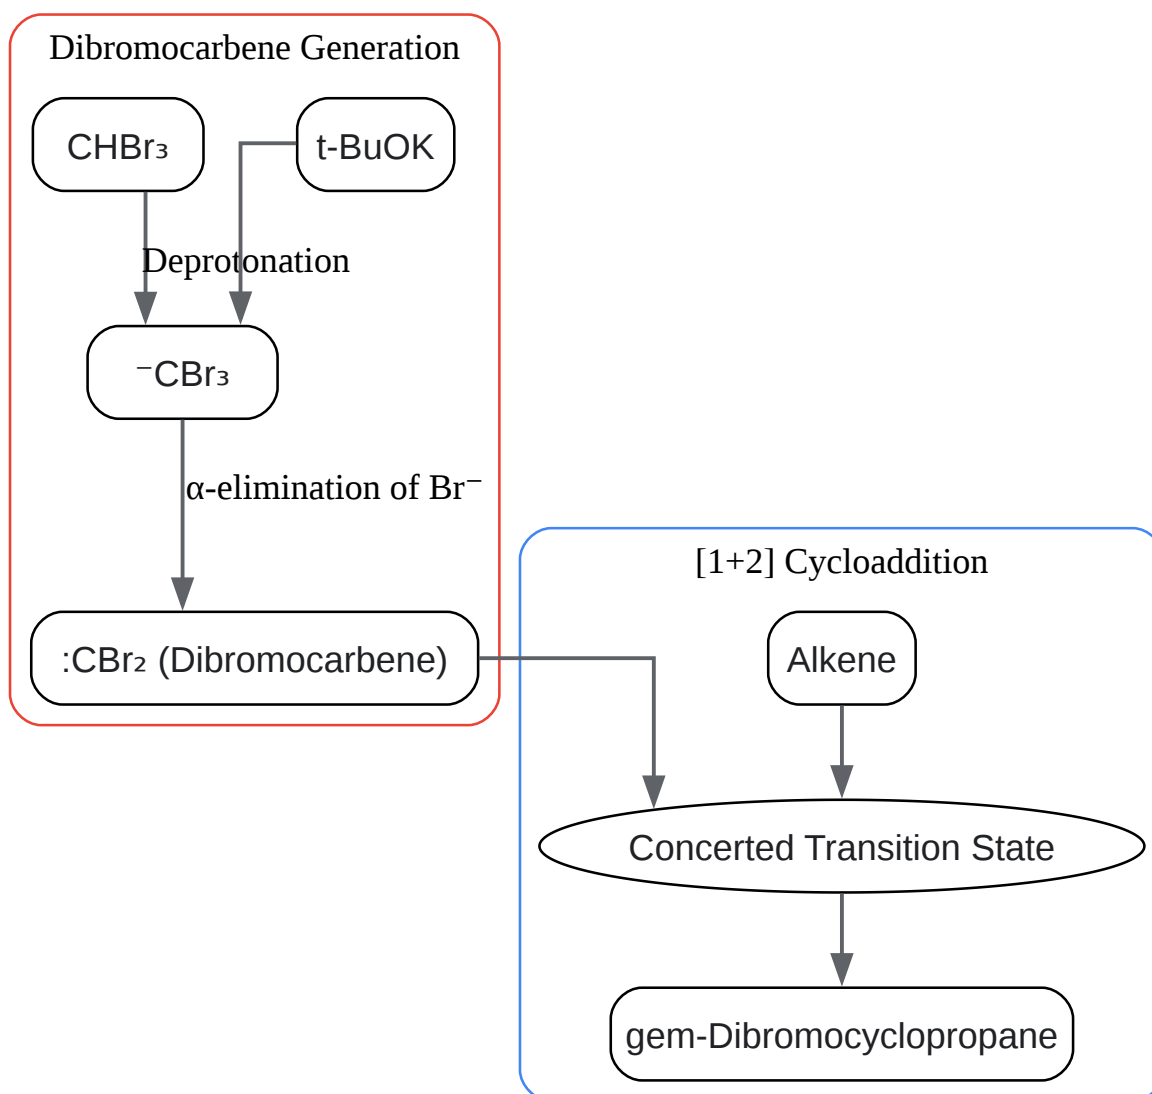 Dibromocarbene Generation
CHBr₃
t-BuOK
Deprotonation
⁻CBr₃
α-elimination of Br⁻
:CBr₂ (Dibromocarbene)
[1+2] Cycloaddition
Alkene
Concerted Transition State
gem-Dibromocyclopropane